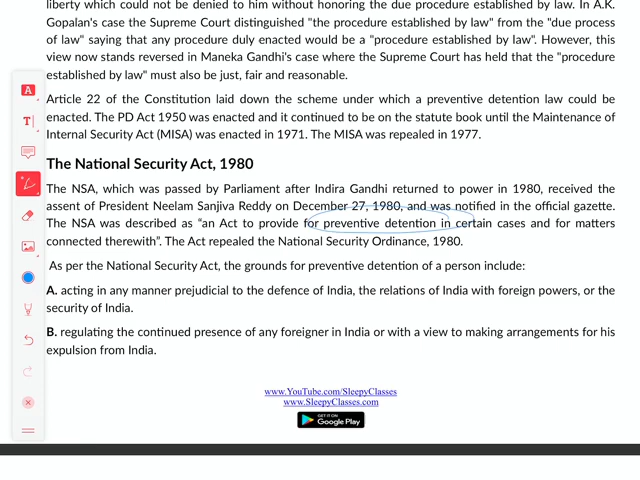 liberty which could not be denied to him without honoring the due procedure established by law. In A.K.
Gopalan's case the Supreme Court distinguished "the procedure established by law" from the "due process
of law" saying that any procedure duly enacted would be a "procedure established by law". However, this
view now stands reversed in Maneka Gandhi's case where the Supreme Court has held that the "procedure
established by law" must also be just, fair and reasonable.
Article 22 of the Constitution laid down the scheme under which a preventive detention law could be
enacted. The PD Act 1950 was enacted and it continued to be on the statute book until the Maintenance of
Internal Security Act (MISA) was enacted in 1971. The MISA was repealed in 1977.
The National Security Act, 1980
The NSA, which was passed by Parliament after Indira Gandhi returned to power in 1980, received the
assent of President Neelam Sanjiva Reddy on December 27, 1980, and was notified in the official gazette.
The NSA was described as “an Act to provide for preventive detention in certain cases and for matters
connected therewith”. The Act repealed the National Security Ordinance, 1980.
As per the National Security Act, the grounds for preventive detention of a person include:
A. acting in any manner prejudicial to the defence of India, the relations of India with foreign powers, or the
security of India.
B. regulating the continued presence of any foreigner in India or with a view to making arrangements for his
expulsion from India.
www.YouTube.com/SleepyClasses
www.SleepyClasses.com
GET IT ON
Google Play
A
T